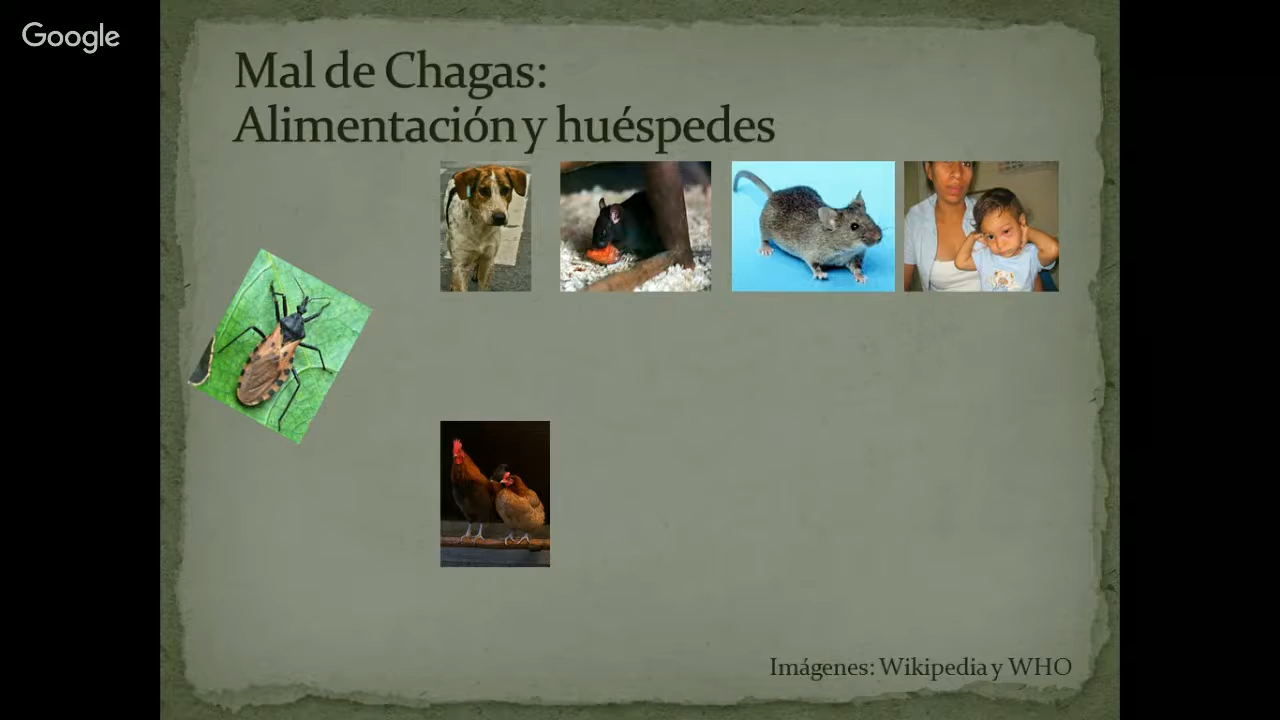 Google
Mal de Chagas:
Alimentación y huéspedes
Imágenes: Wikipedia y WHO